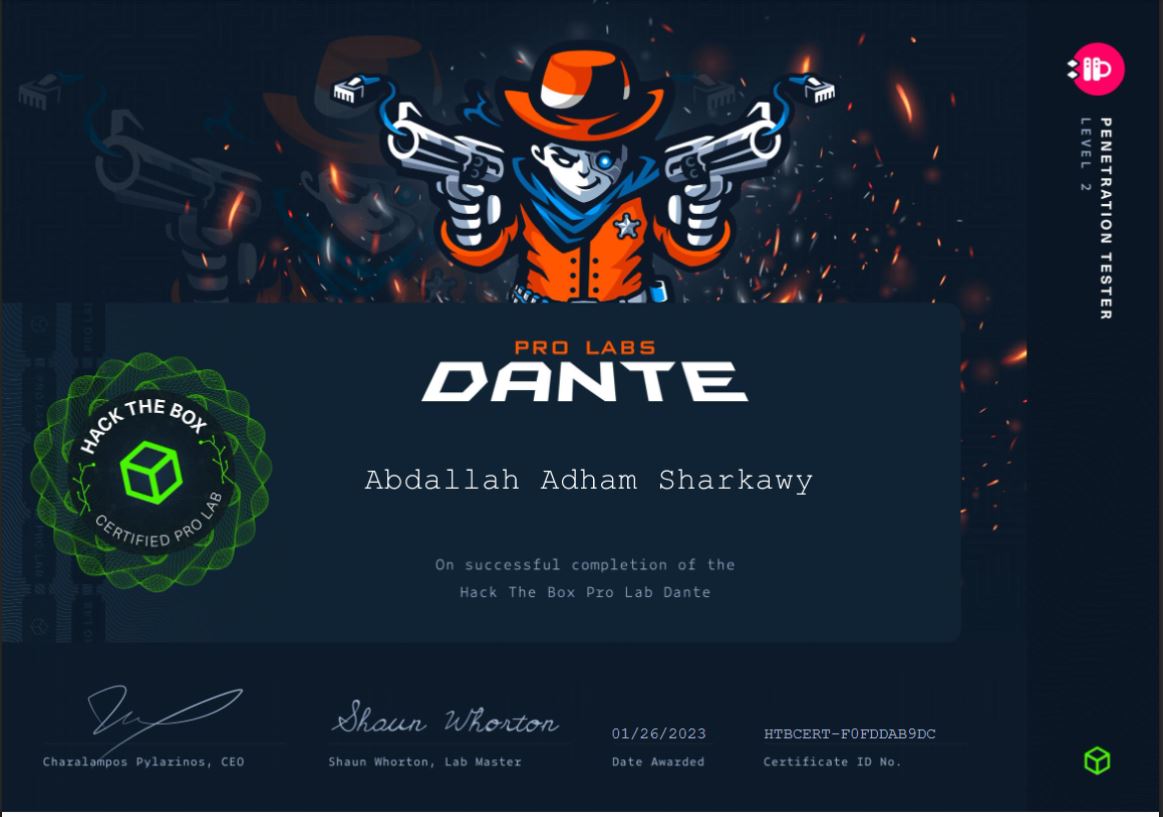 PENETRATION TESTER
LEVEL 2
PRO LABS
DANTE
HACK THE BOX
CERTIFIED PRO LAB
Abdallah Adham Sharkawy
On successful completion of the
Hack The Box Pro Lab Dante
Shaun Whorton
01/26/2023
HTBCERT-F0FDDAB9DC
Charalampos Pylarinos, CEO
Shaun Whorton, Lab Master
Date Awarded
Certificate ID No.